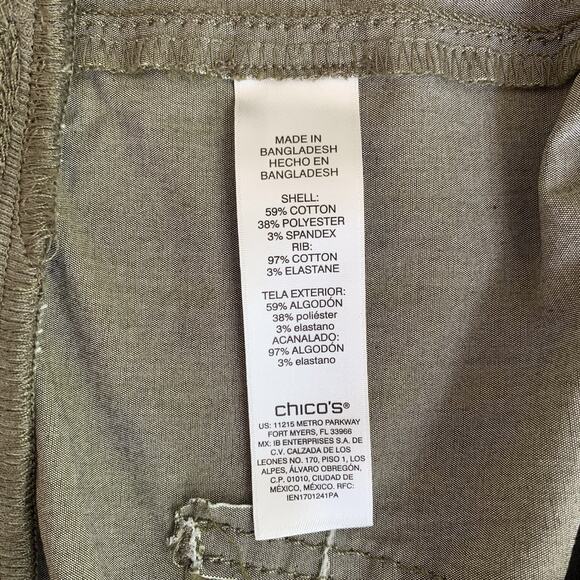 MADE IN
BANGLADESH
HECHO EN
BANGLADESH
SHELL:
59% COTTON
38% POLYESTER
3% SPANDEX
RIB:
97% COTTON
3% ELASTANE
TELA EXTERIOR:
59% ALGODÓN
38% poliéster
3% elastano
ACANALADO:
97% ALGODÓN
3% elastano
chico's®
US: 11215 METRO PARKWAY
FORT MYERS, FL 33966
MX: IB ENTERPRISES S.A. DE
C.V. CALZADA DE LOS
LEONES NO. 170, PISO 1, LOS
ALPES, ÁLVARO OBREGÓN,
C.P. 01010, CIUDAD DE
MÉXICO, MÉXICO. RFC:
IEN1701241PA